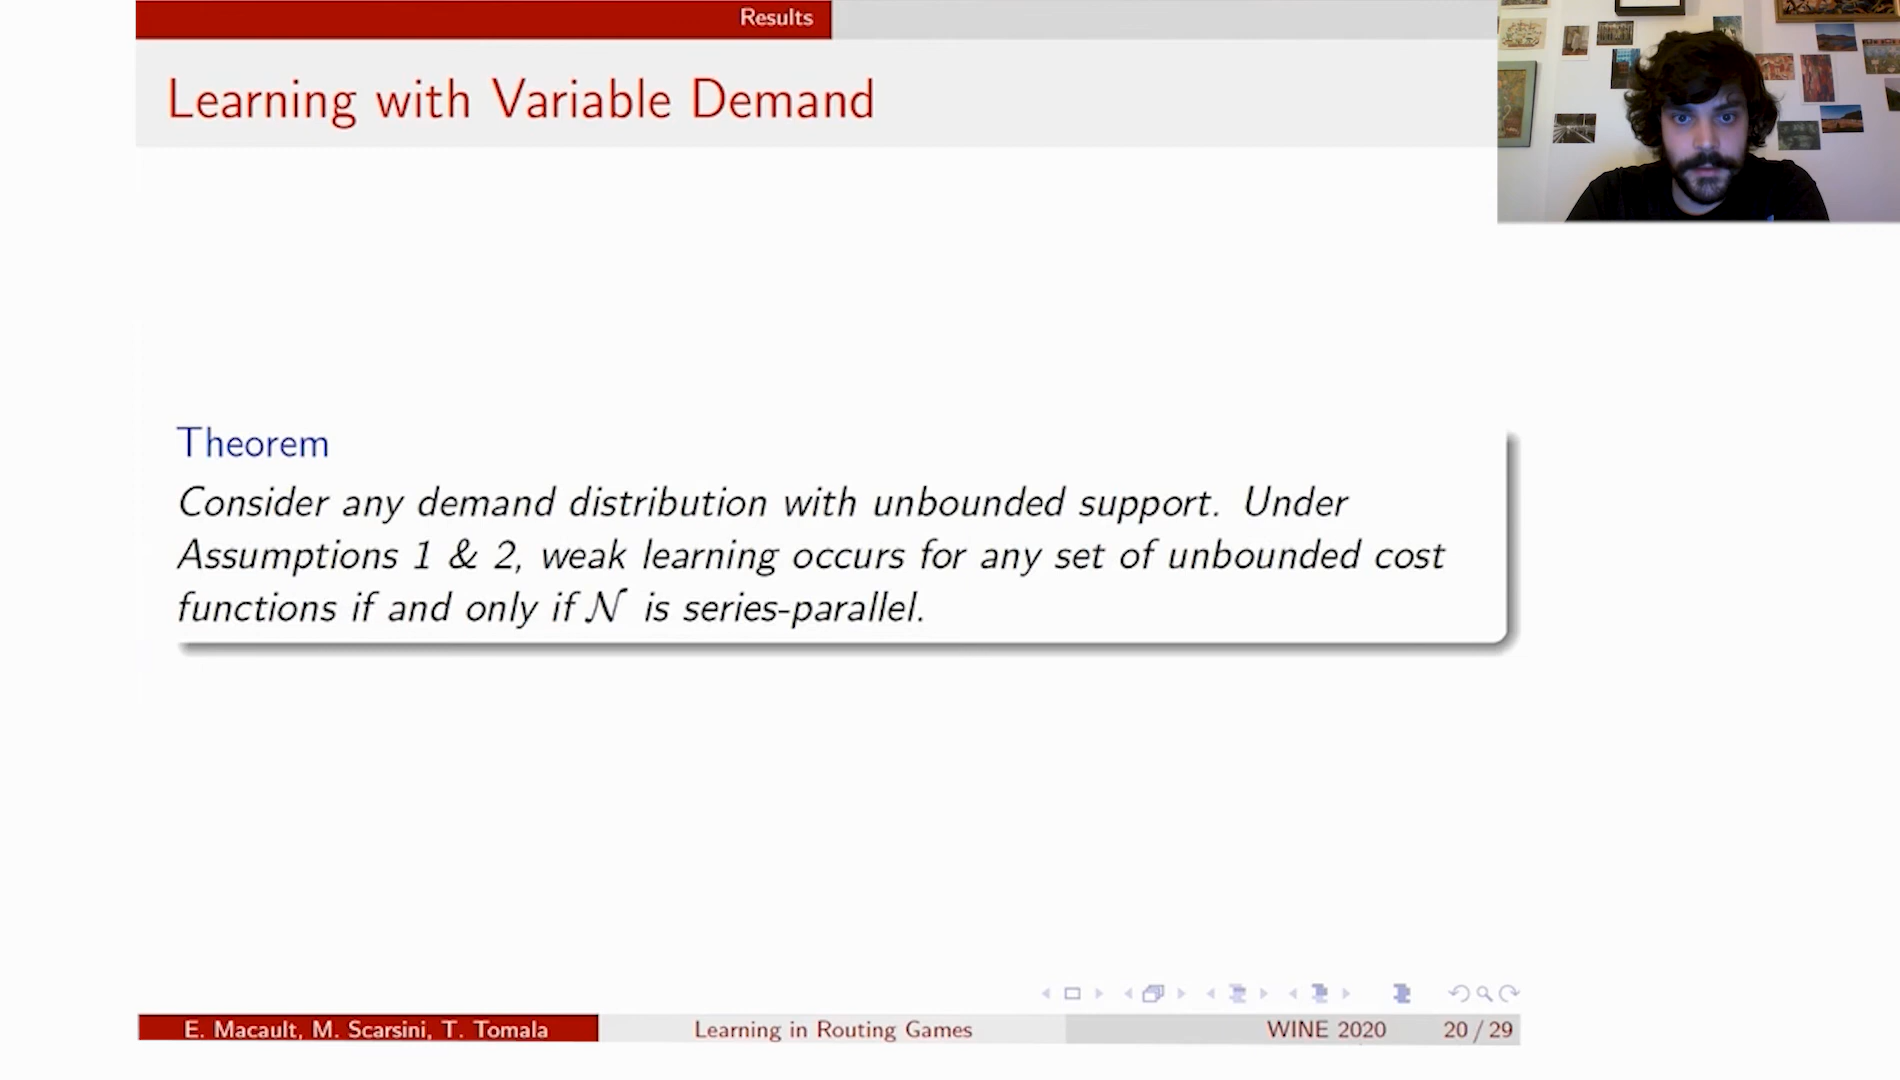 Results
Learning with Variable Demand
Theorem
Consider any demand distribution with unbounded support. Under
Assumptions 1 & 2, weak learning occurs for any set of unbounded cost
functions if and only if 𝒩 is series-parallel.
E. Macault, M. Scarsini, T. Tomala
Learning in Routing Games
WINE 2020
20 / 29